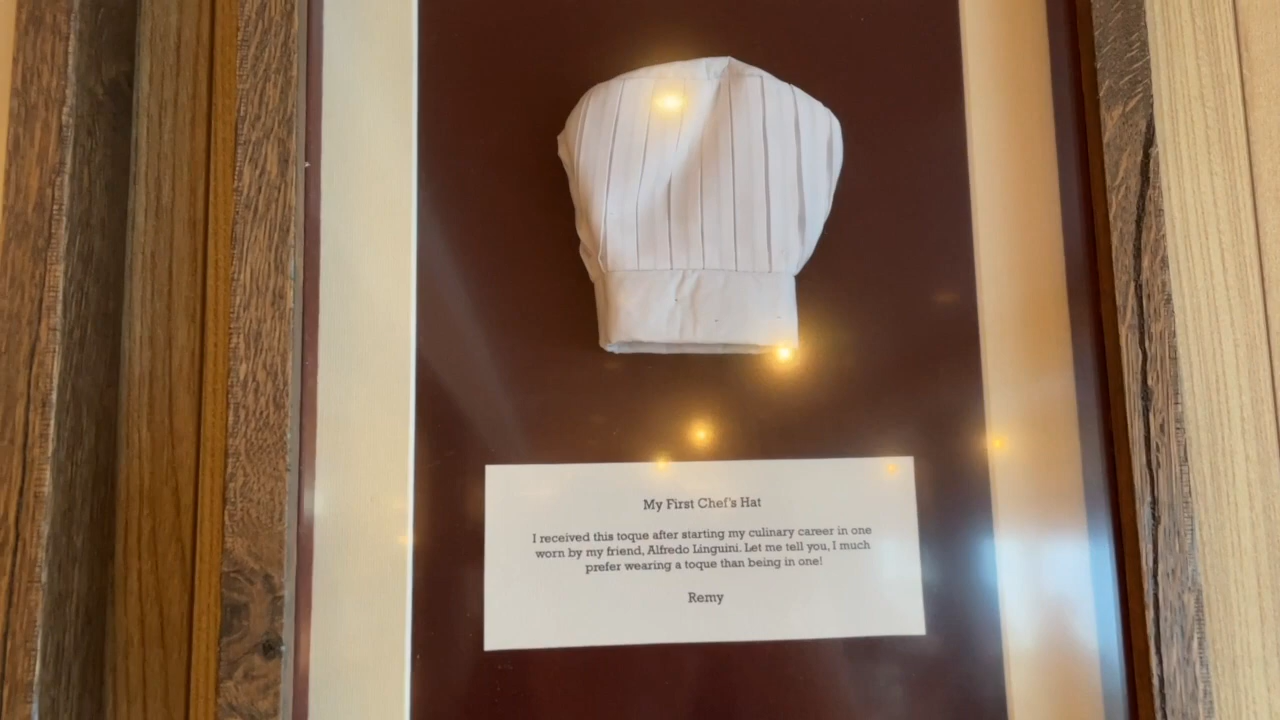 My First Chef's Hat
I received this toque after starting my culinary career in one
worn by my friend, Alfredo Linguini. Let me tell you, I much
prefer wearing a toque than being in one!
Remy